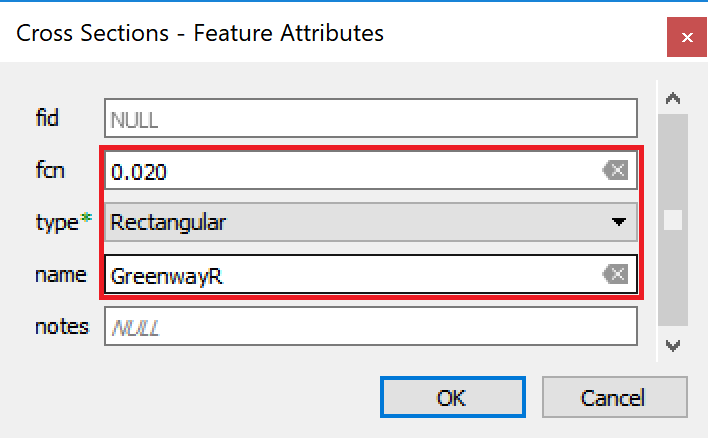 Cross Sections - Feature Attributes
fid NULL
fcn 0.020
type* Rectangular
name GreenwayR
notes NULL
OK Cancel